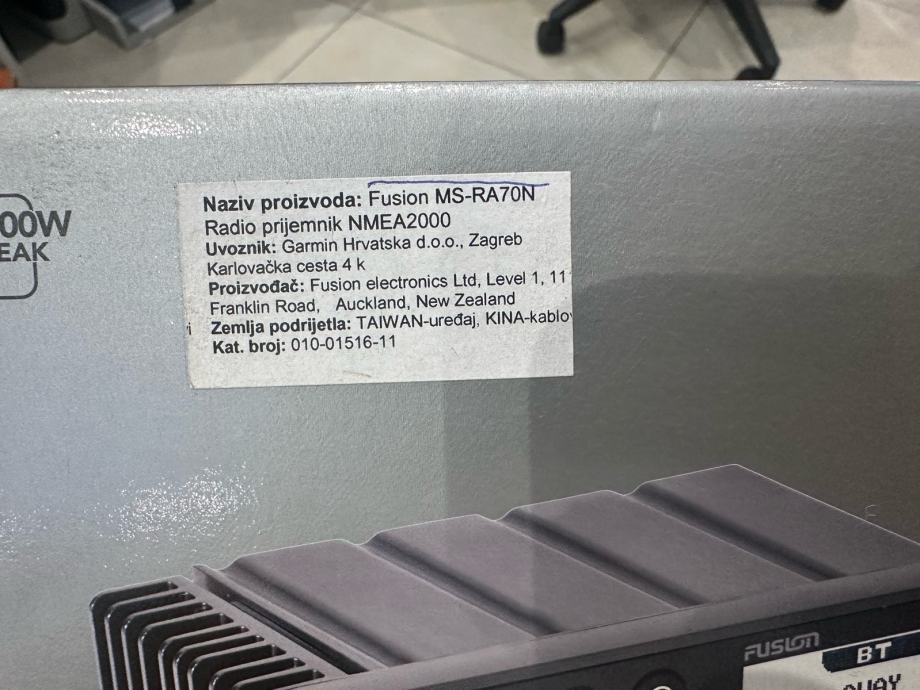 00W
EAK
Naziv proizvoda: Fusion MS-RA70N
Radio prijemnik NMEA2000
Uvoznik: Garmin Hrvatska d.o.o., Zagreb
Karlovačka cesta 4 k
Proizvođač: Fusion electronics Ltd, Level 1, 11
Franklin Road, Auckland, New Zealand
Zemlja podrijetla: TAIWAN-uređaj, KINA-kablov
Kat. broj: 010-01516-11
FUSION
BT